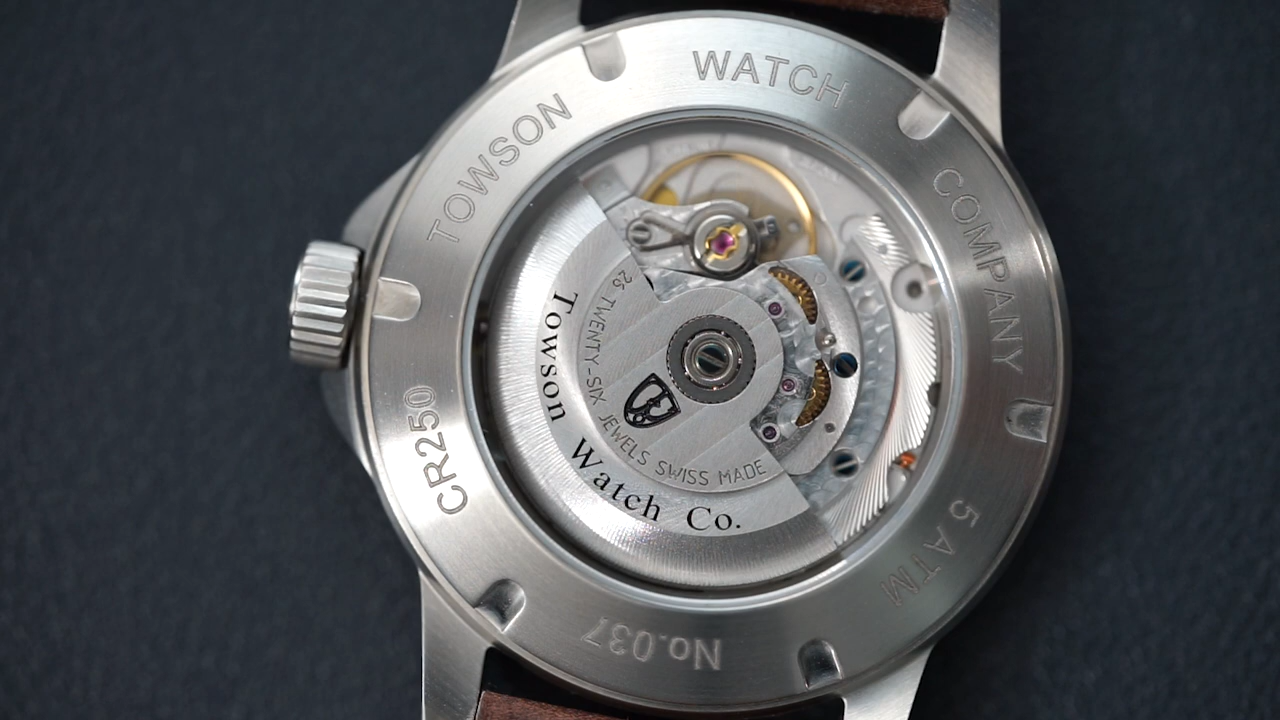 TOWSON WATCH COMPANY
5 ATM
No.037
CR250
26 TWENTY-SIX JEWELS SWISS MADE
Towson Watch Co.